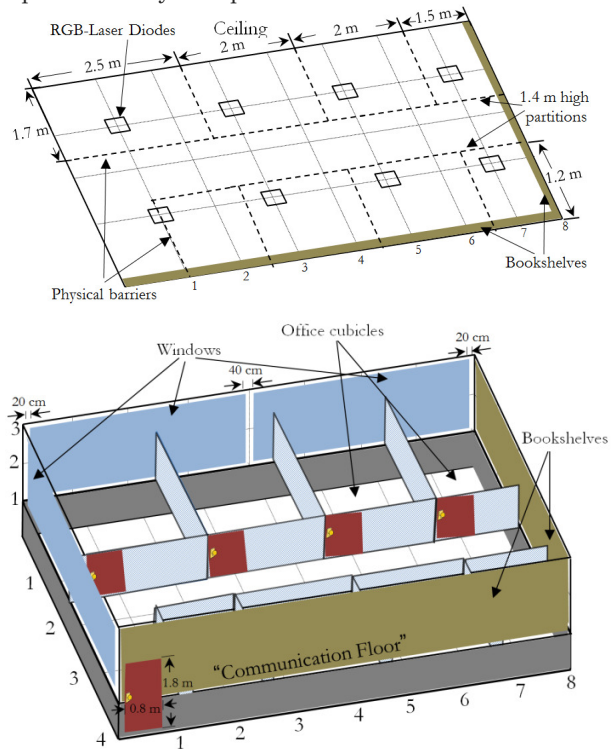 RGB-Laser Diodes
Ceiling
2.5 m
2 m
2 m
1.5 m
1.7 m
1.4 m high
partitions
1.2 m
1
2
3
4
5
6
7
8
Physical barriers
Bookshelves
Office cubicles
Windows
20 cm
40 cm
20 cm
Bookshelves
3
2
1
1
2
3
4
"Communication Floor"
1.8 m
0.8 m
1
2
3
4
5
6
7
8